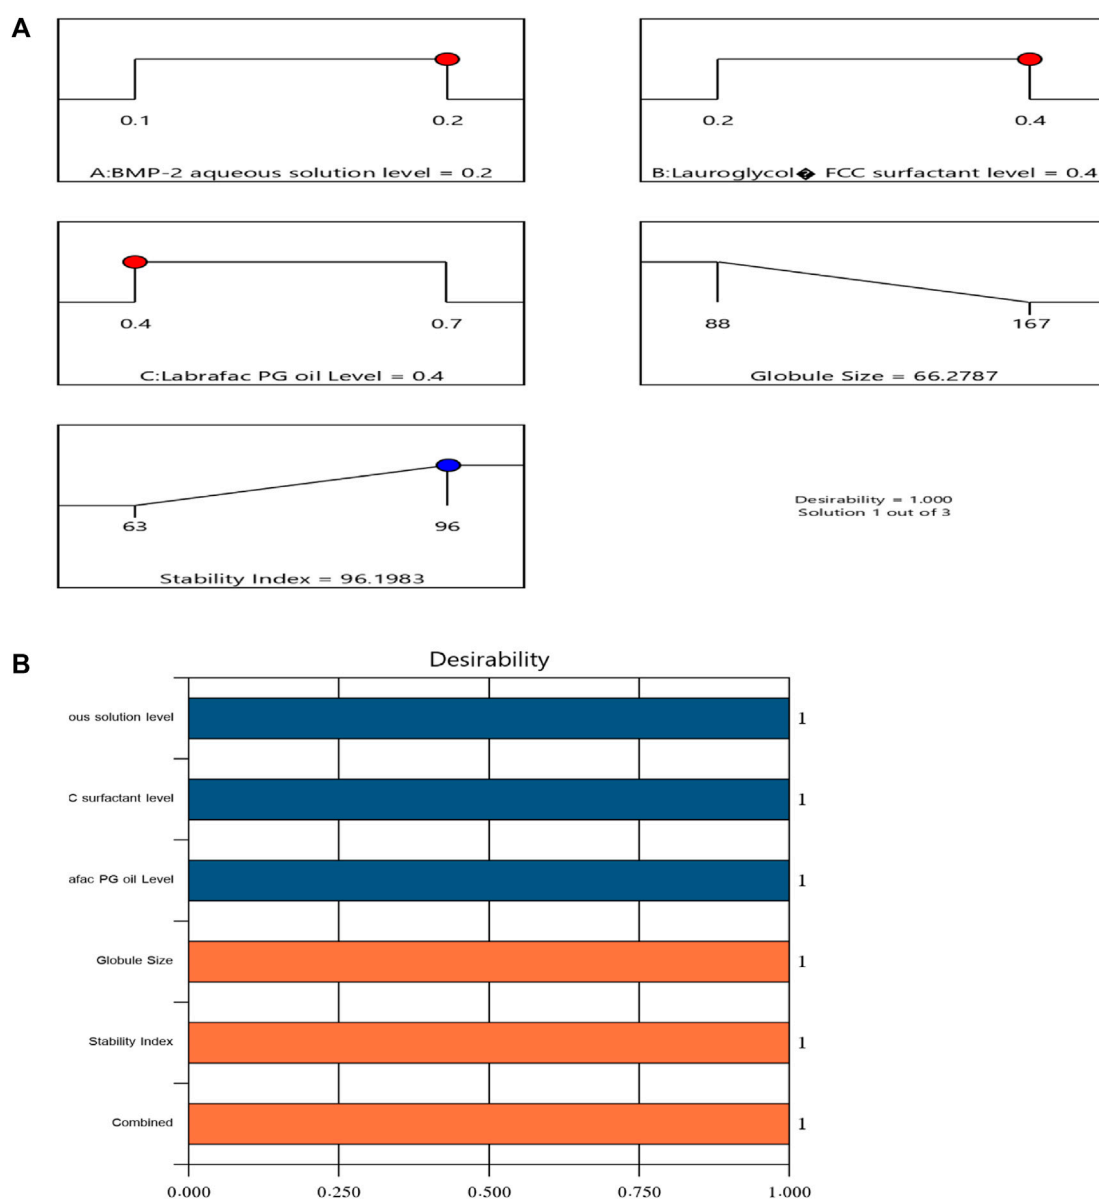 A
0.1 0.2
A:BMP-2 aqueous solution level = 0.2
0.2 0.4
B:Lauroglycol� FCC surfactant level = 0.4
0.4 0.7
C:Labrafac PG oil Level = 0.4
88 167
Globule Size = 66.2787
63 96
Stability Index = 96.1983
Desirability = 1.000
Solution 1 out of 3
B
Desirability
ous solution level 1
C surfactant level 1
afac PG oil Level 1
Globule Size 1
Stability Index 1
Combined 1
0.000 0.250 0.500 0.750 1.000